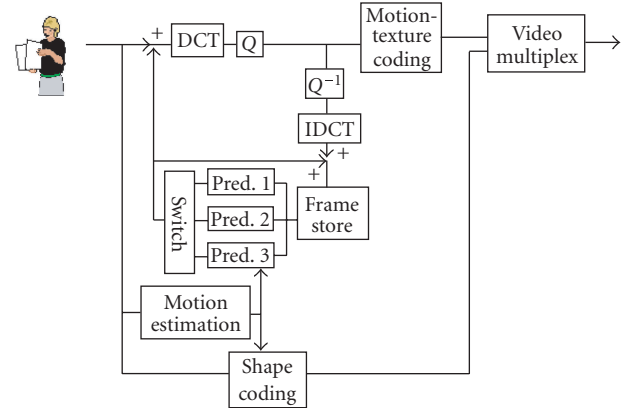 +
DCT
Q
Motion-
texture
coding
Video
multiplex
Q⁻¹
IDCT
+
+
Pred. 1
Switch
Pred. 2
Frame
store
Pred. 3
Motion
estimation
Shape
coding